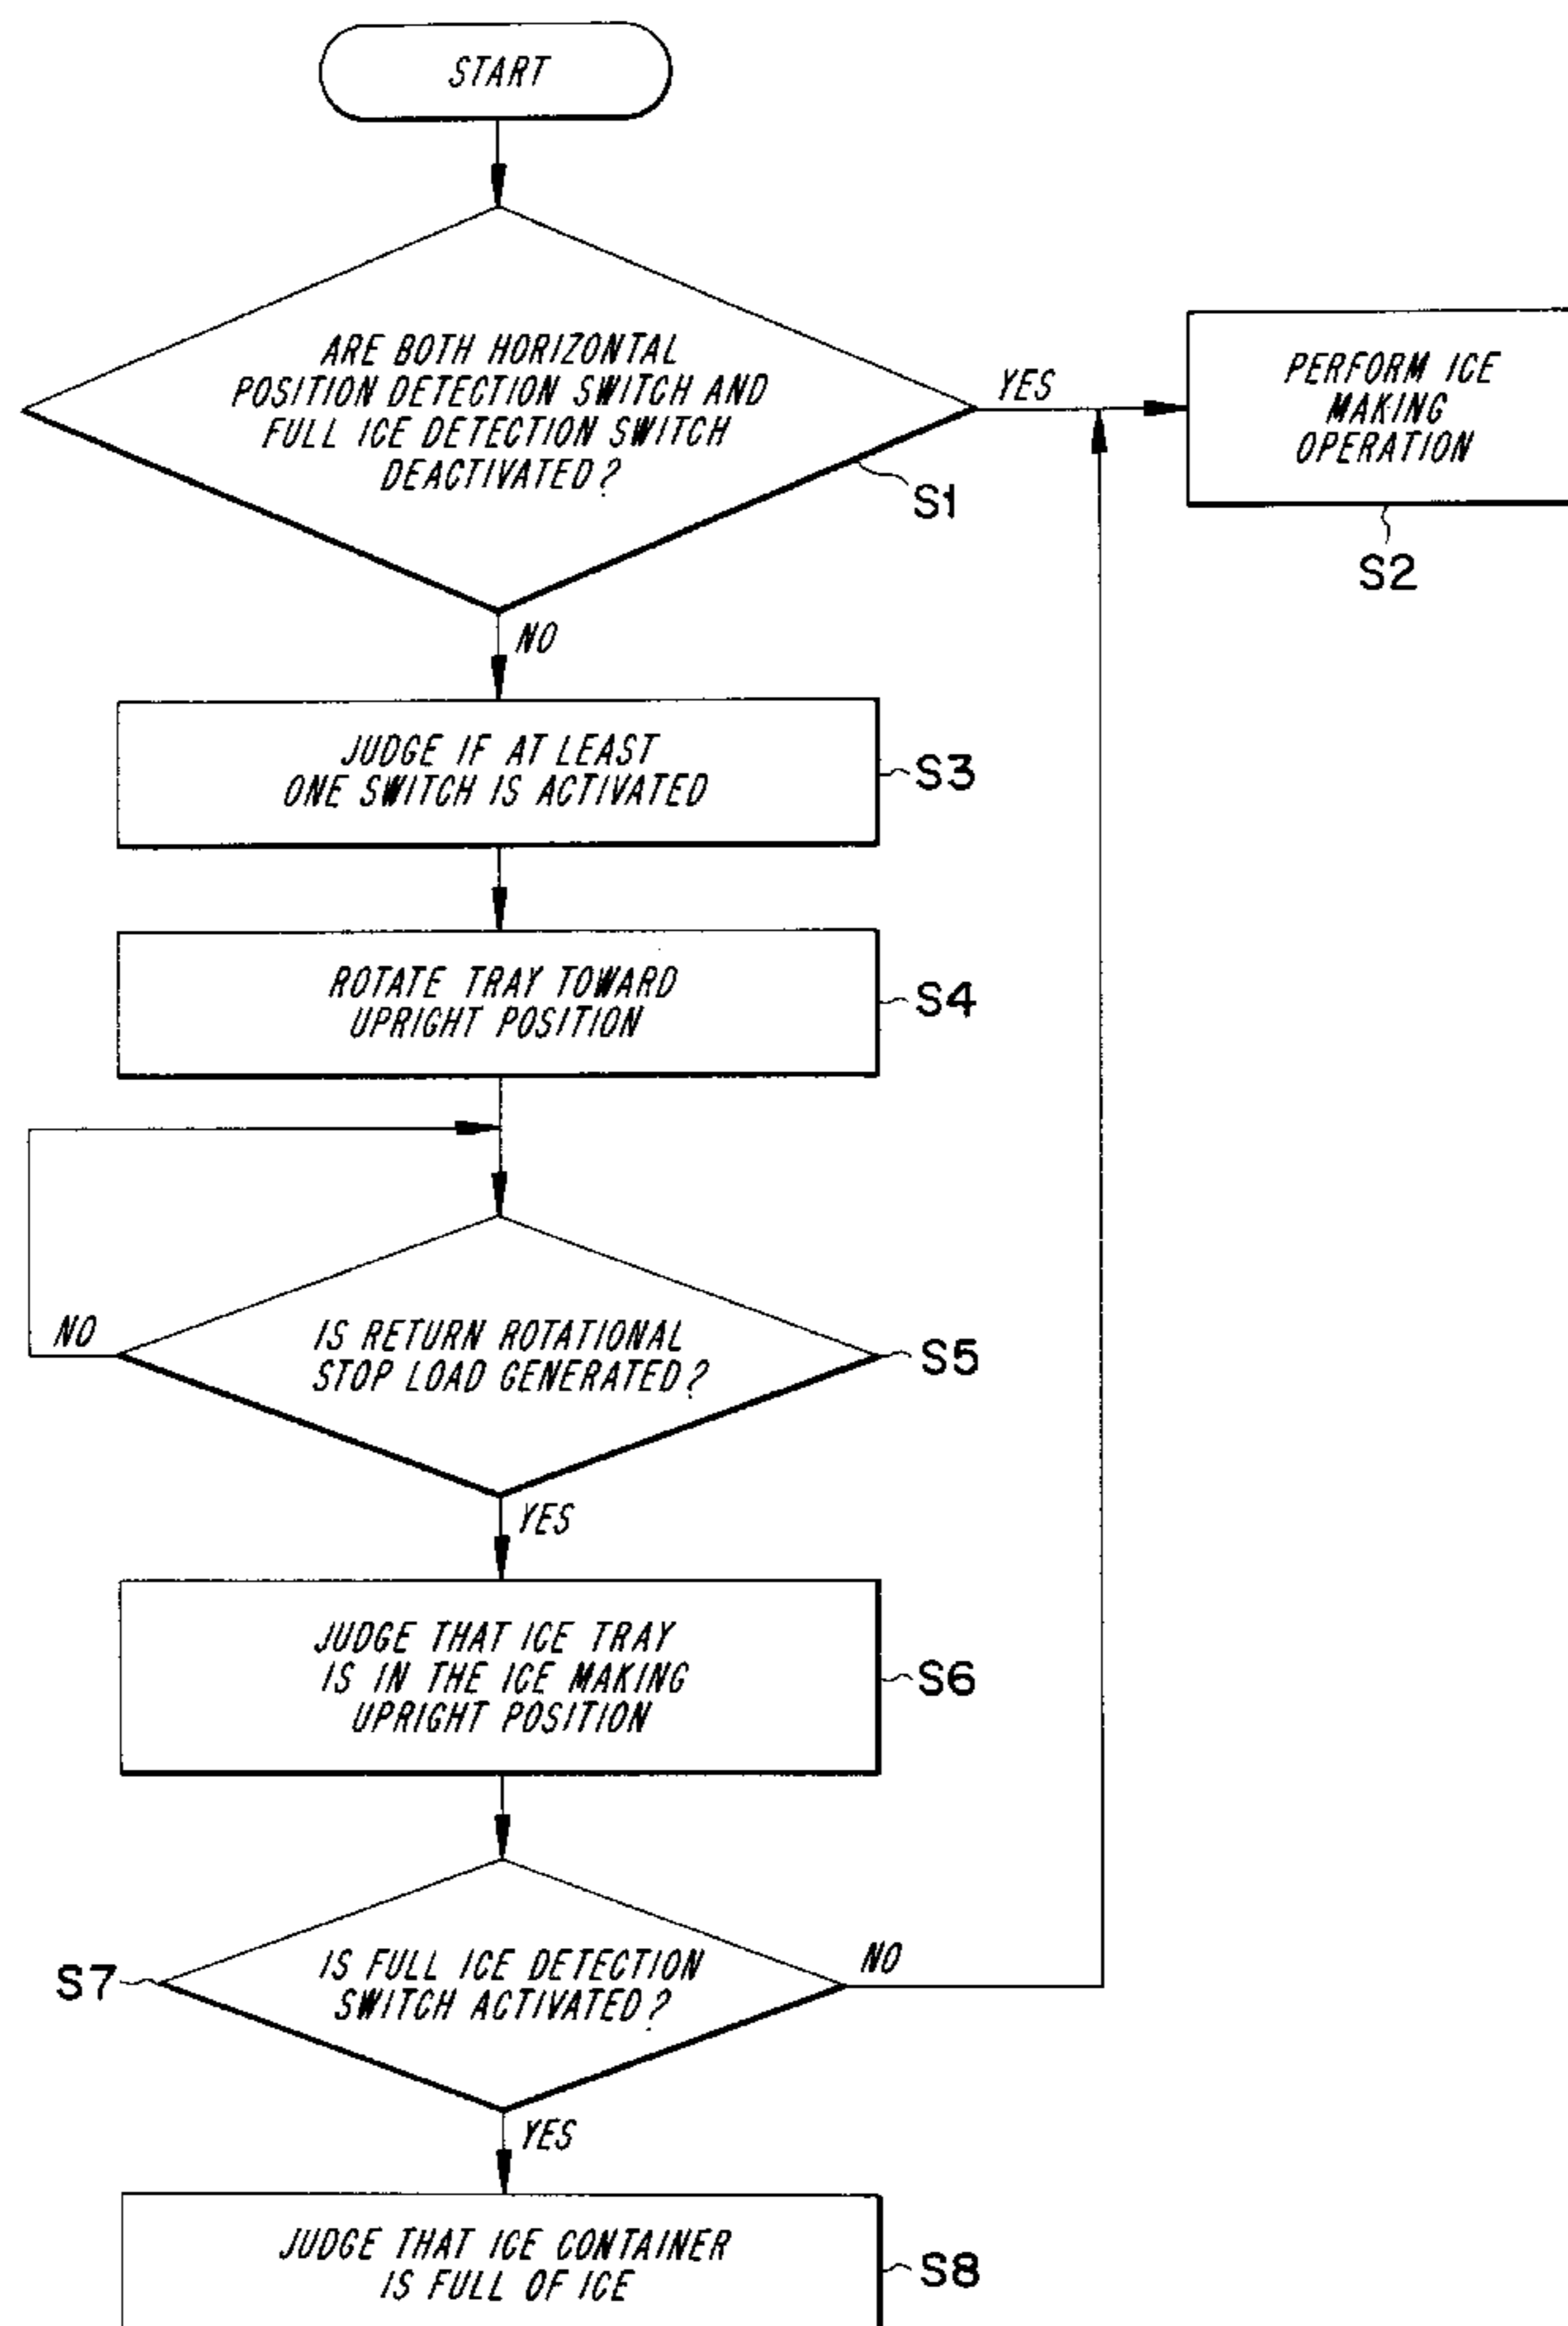 START
ARE BOTH HORIZONTAL
POSITION DETECTION SWITCH AND
FULL ICE DETECTION SWITCH
DEACTIVATED?
YES
S1
PERFORM ICE
MAKING
OPERATION
S2
NO
JUDGE IF AT LEAST
ONE SWITCH IS ACTIVATED
S3
ROTATE TRAY TOWARD
UPRIGHT POSITION
S4
NO
IS RETURN ROTATIONAL
STOP LOAD GENERATED?
S5
YES
JUDGE THAT ICE TRAY
IS IN THE ICE MAKING
UPRIGHT POSITION
S6
S7
IS FULL ICE DETECTION
SWITCH ACTIVATED?
NO
YES
JUDGE THAT ICE CONTAINER
IS FULL OF ICE
S8